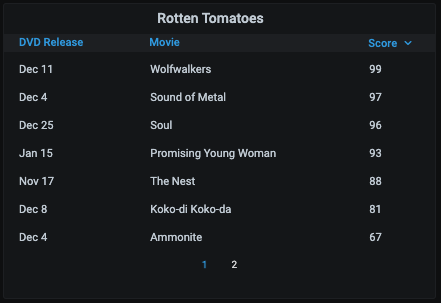 Rotten Tomatoes
DVD Release Movie Score
Dec 11 Wolfwalkers 99
Dec 4 Sound of Metal 97
Dec 25 Soul 96
Jan 15 Promising Young Woman 93
Nov 17 The Nest 88
Dec 8 Koko-di Koko-da 81
Dec 4 Ammonite 67
1 2